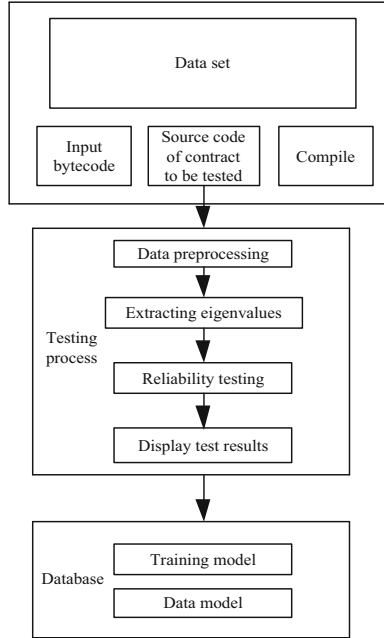 Data set
Input
bytecode
Source code
of contract
to be tested
Compile
Testing
process
Data preprocessing
Extracting eigenvalues
Reliability testing
Display test results
Database
Training model
Data model